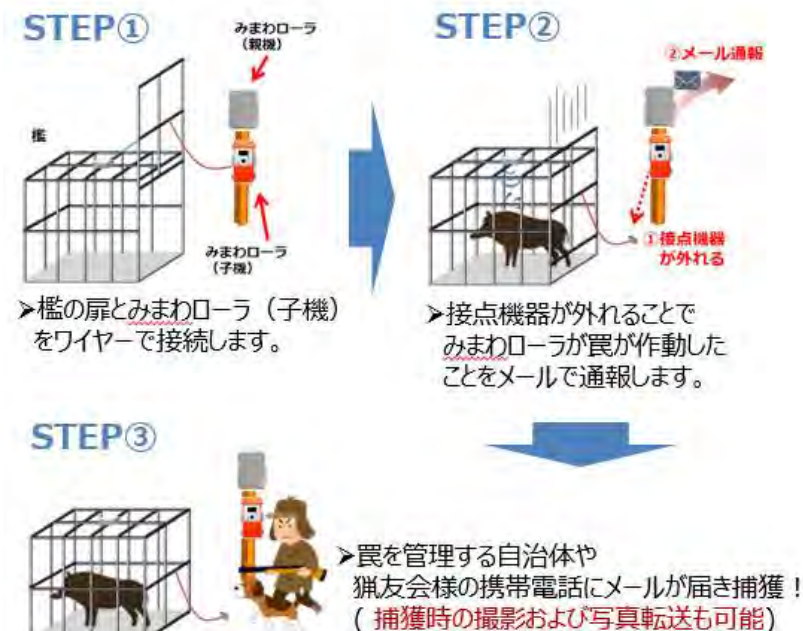 STEP①
みまわローラ
（親機）
檻
みまわローラ
（子機）
➢檻の扉とみまわローラ（子機）
をワイヤーで接続します。
STEP②
②メール通報
①接点機器
が外れる
➢接点機器が外れることで
みまわローラが罠が作動した
ことをメールで通報します。
STEP③
➢罠を管理する自治体や
猟友会様の携帯電話にメールが届き捕獲！
( 捕獲時の撮影および写真転送も可能)